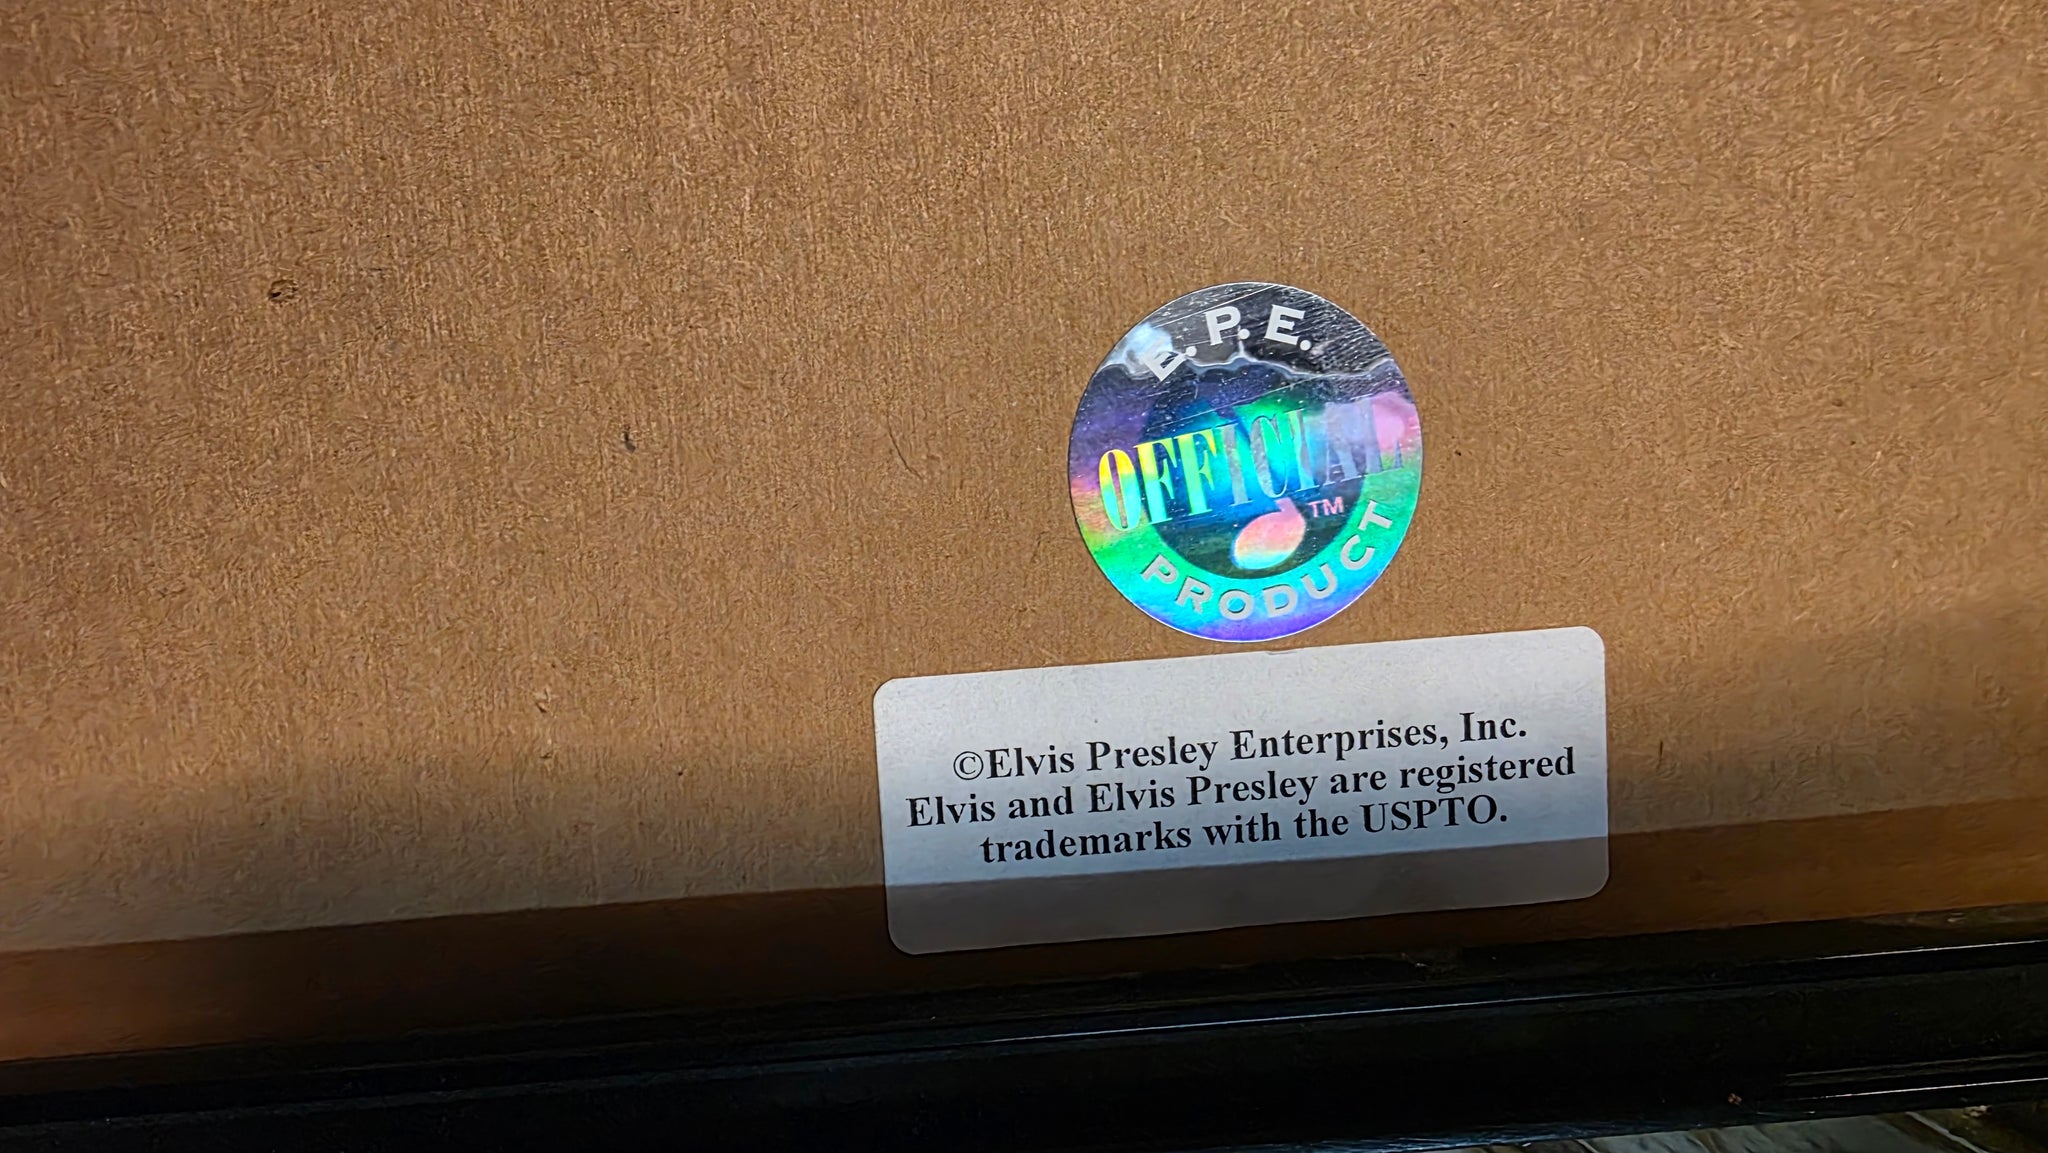 E.P.E.
OFFICIAL
TM
PRODUCT
©Elvis Presley Enterprises, Inc.
Elvis and Elvis Presley are registered
trademarks with the USPTO.